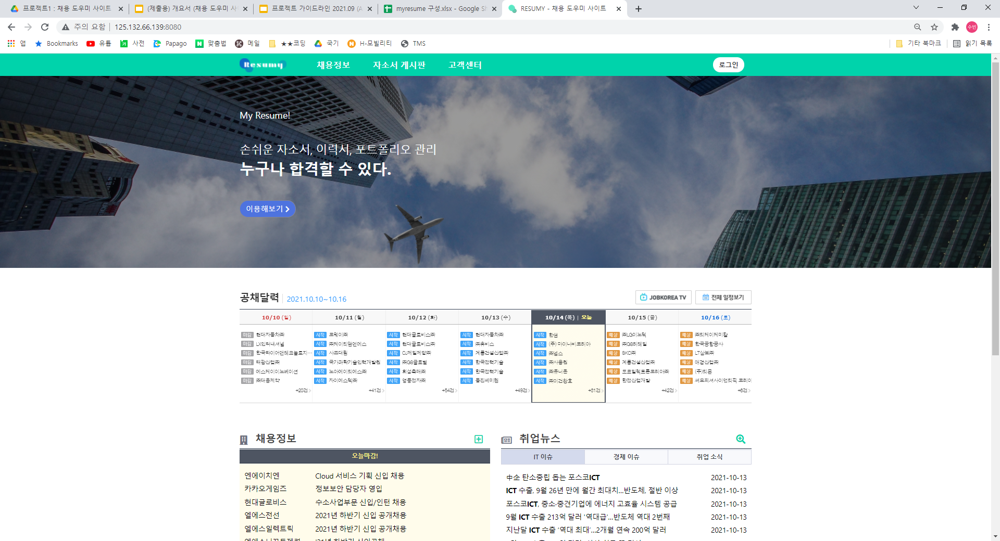 프로젝트1 : 채용 도우미 사이트
(제출용) 개요서 (채용 도우미 사
프로젝트 가이드라인 2021.09 (A
myresume 구성.xlsx - Google Sh
RESUMY - 채용 도우미 사이트
주의 요함 125.132.66.139:8080
수빈
앱 Bookmarks 유튭 사전 Papago 맞춤법 메일 ★★코딩 국기 H-모빌리티 TMS 기타 북마크 읽기 목록
Resumy 채용정보 자소서 게시판 고객센터 로그인
My Resume!
손쉬운 자소서, 이력서, 포트폴리오 관리
누구나 합격할 수 있다.
이용해보기
공채달력 2021.10.10~10.16 JOBKOREA TV 전체 일정보기
10/10 (일) 10/11 (월) 10/12 (화) 10/13 (수) 10/14 (목) | 오늘 10/15 (금) 10/16 (토)
마감 현대자동차㈜ 시작 코웨이㈜ 시작 현대글로비스㈜ 시작 현대자동차㈜ 시작 한샘 예상 ㈜LG이노텍 예상 ㈜티케이케미칼
마감 LX인터내셔널 시작 ㈜케이티엠앤에스 시작 현대글로비스㈜ 시작 ㈜휴비스 시작 (주) 마이나비코리아 예상 ㈜GS리테일 예상 한국공항공사
마감 한국타이어앤테크놀로지… 시작 사조대림 시작 CJ제일제당㈜ 시작 계룡건설산업㈜ 시작 예상 SKC㈜ 예상 LT삼보㈜
마감 태광산업㈜ 시작 국가과학기술인력개발원 시작 ㈜GS글로벌 시작 한국전력기술 시작 ㈜사용원 예상 계룡건설산업㈜ 예상 애경산업㈜
마감 에스케이이노베이션 시작 노아에이티에스㈜ 시작 희성촉매㈜ 시작 한국전력기술 시작 ㈜유니온 예상 도쿄일렉트론코리아㈜ 예상 (주)티몬
마감 ㈜대웅제약 시작 자이에스텍㈜ 시작 영풍전자㈜ 시작 동진쎄미켐 시작 ㈜이건창호 예상 한전산업개발 예상 써모피셔사이언티픽 코리아
+20건 +41건 +54건 +49건 +61건 +42건 +6건
채용정보
오늘마감!
엔에이치엔 Cloud 서비스 기획 신입 채용
카카오게임즈 정보보안 담당자 영입
현대글로비스 수소사업부문 신입/인턴 채용
엘에스전선 2021년 하반기 신입 공개채용
엘에스일렉트릭 2021년 하반기 신입 공개채용
취업뉴스
IT 이슈 경제 이슈 취업 소식
中企 탄소중립 돕는 포스코ICT 2021-10-13
ICT 수출, 9월 26년 만에 월간 최대치...반도체, 절반 이상 2021-10-13
포스코ICT, 중소·중견기업에 에너지 고효율 시스템 공급 2021-10-13
9월 ICT 수출 213억 달러 '역대급'...반도체 역대 2번째 2021-10-13
지난달 ICT 수출 '역대 최대'...2개월 연속 200억 달러 2021-10-13